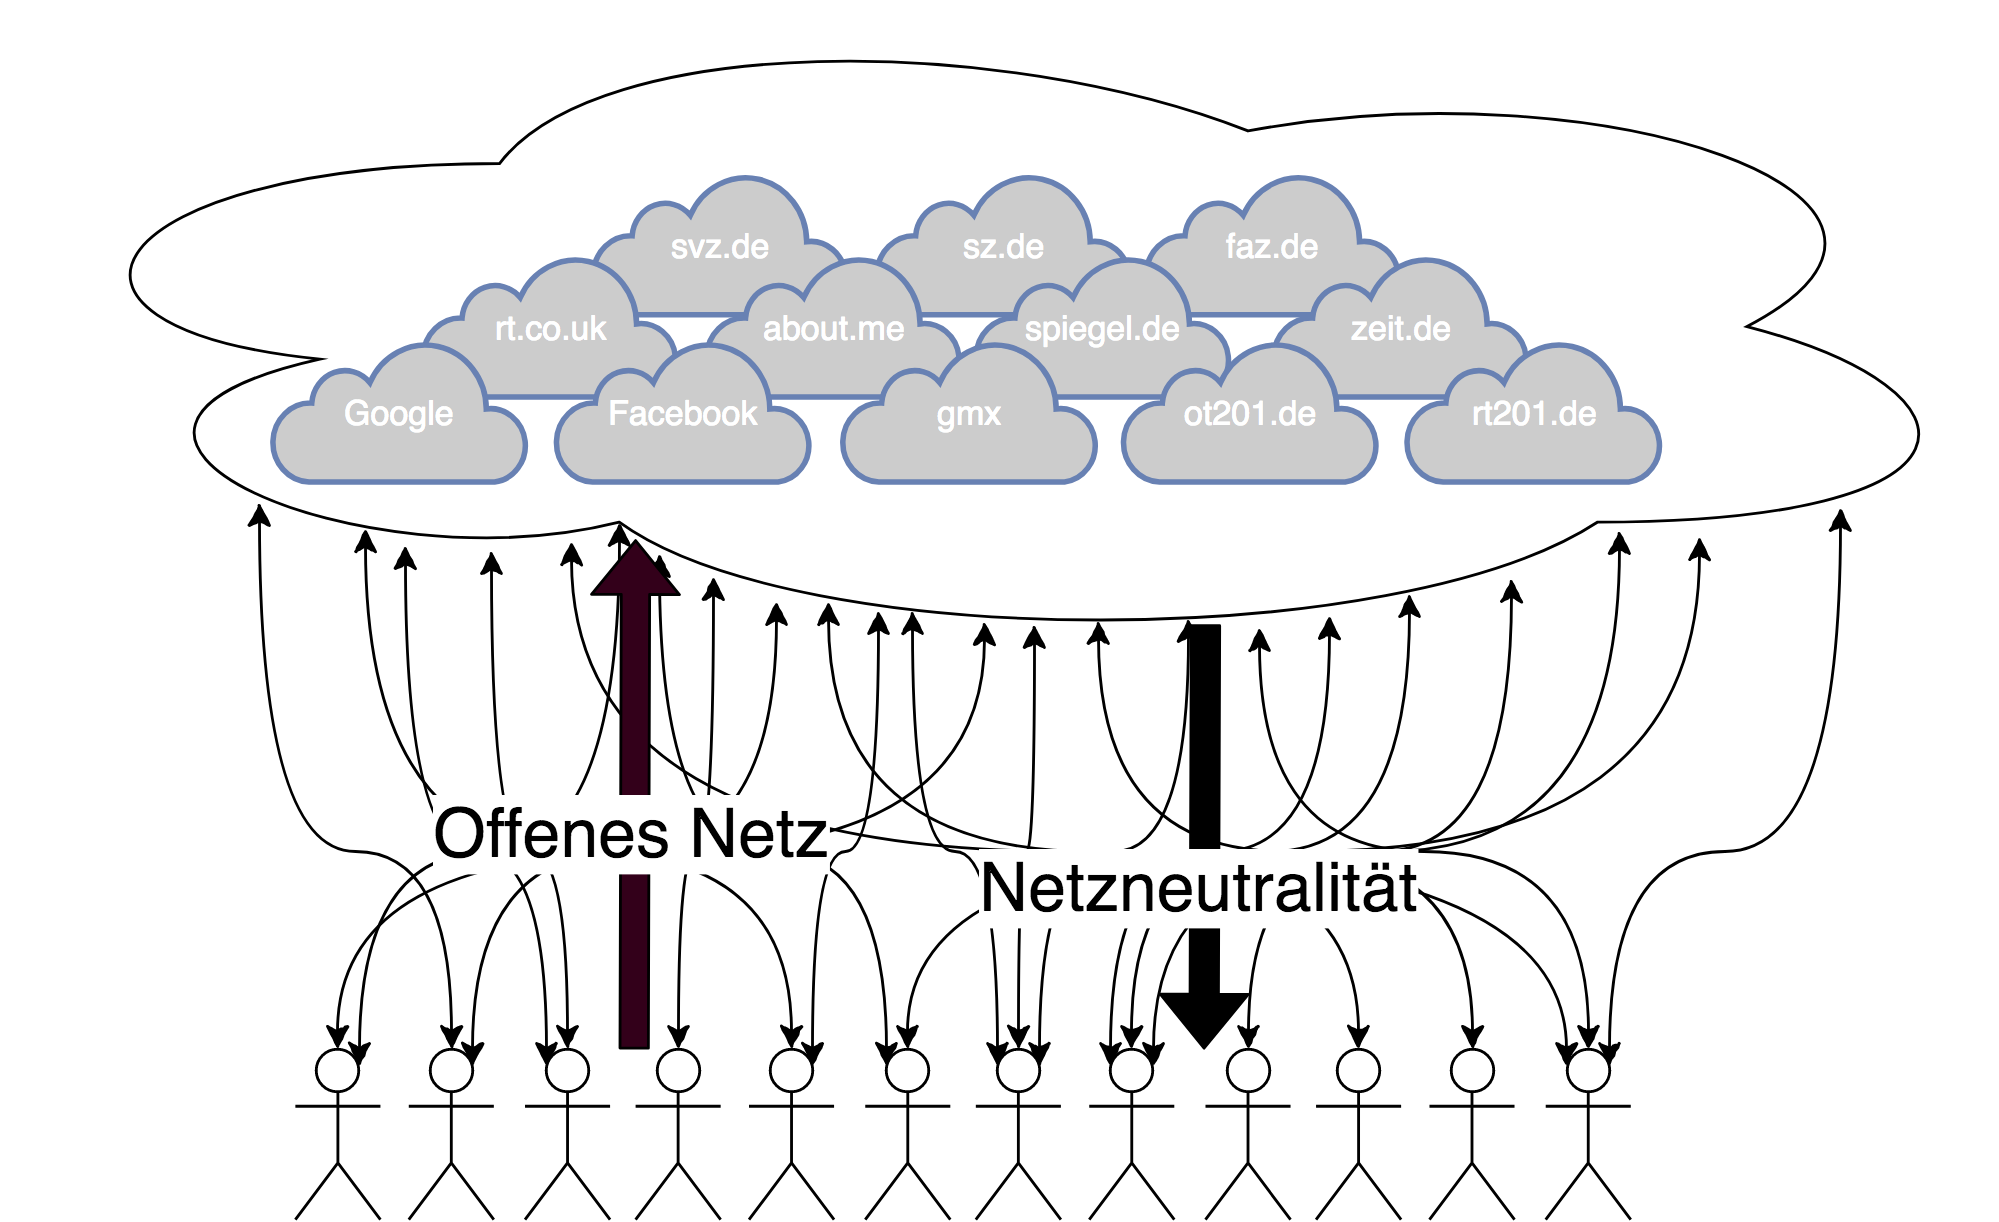 svz.de
sz.de
faz.de
rt.co.uk
about.me
spiegel.de
zeit.de
Google
Facebook
gmx
ot201.de
rt201.de
Offenes Netz
Netzneutralität